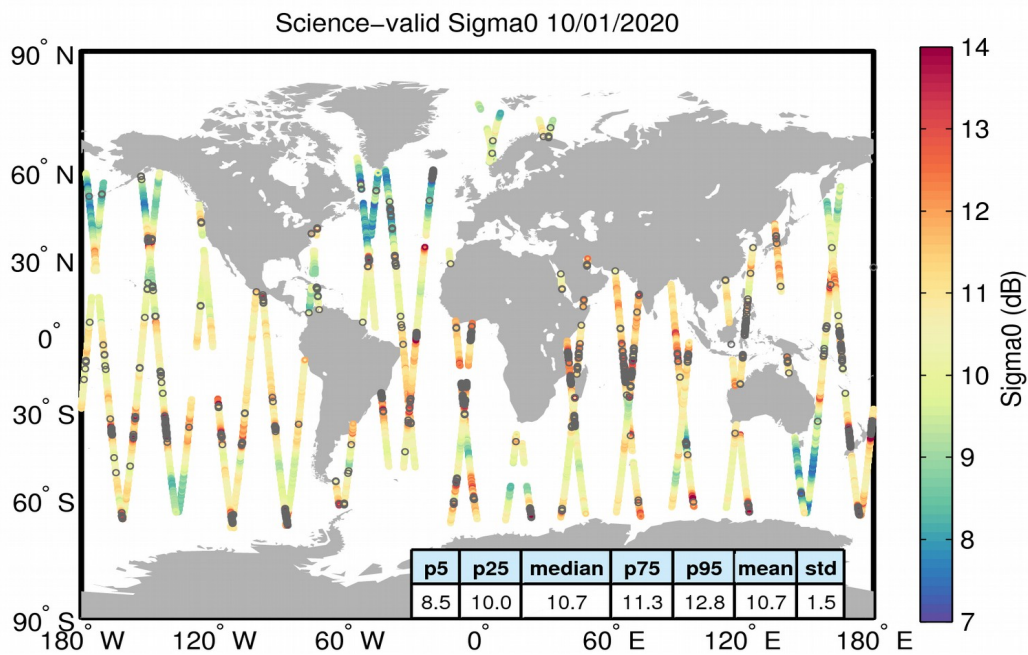 Science−valid Sigma0 10/01/2020
90° N
60° N
30° N
0°
30° S
60° S
90° S
180° W
120° W
60° W
0°
60° E
120° E
180° E
p5 p25 median p75 p95 mean std
8.5 10.0 10.7 11.3 12.8 10.7 1.5
14
13
12
11
10
9
8
7
Sigma0 (dB)